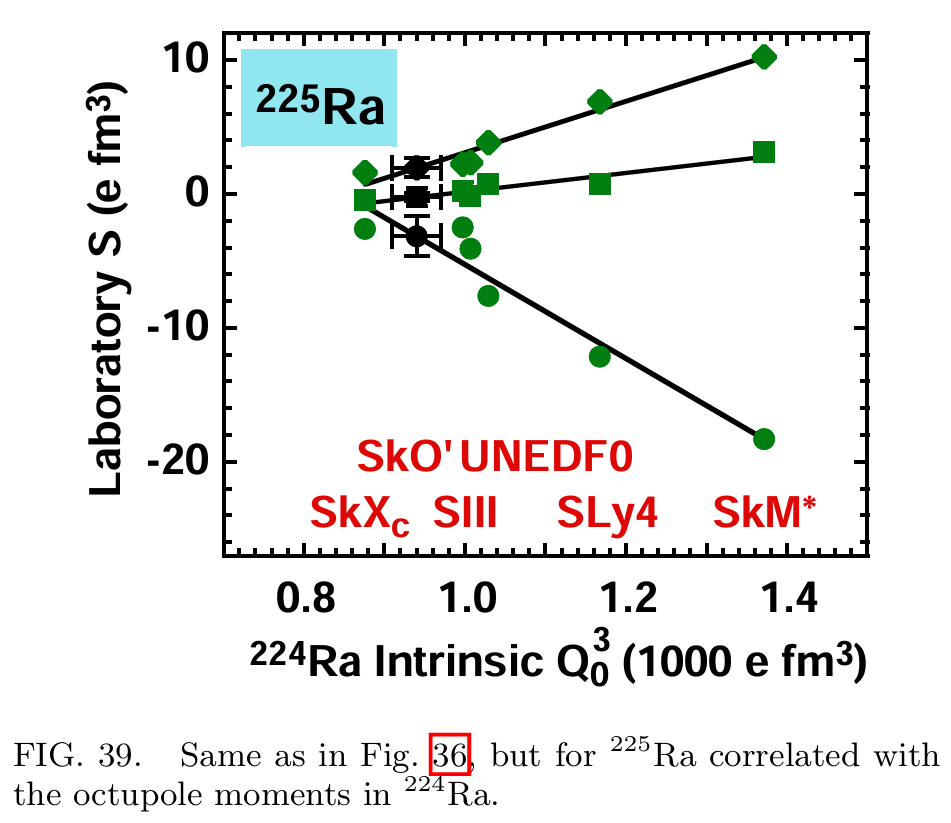 10
0
-10
-20
Laboratory S (e fm³)
²²⁵Ra
SkO' UNEDF0
SkX_c SIII SLy4 SkM*
0.8 1.0 1.2 1.4
²²⁴Ra Intrinsic Q₀³ (1000 e fm³)
FIG. 39. Same as in Fig. 36, but for ²²⁵Ra correlated with
the octupole moments in ²²⁴Ra.